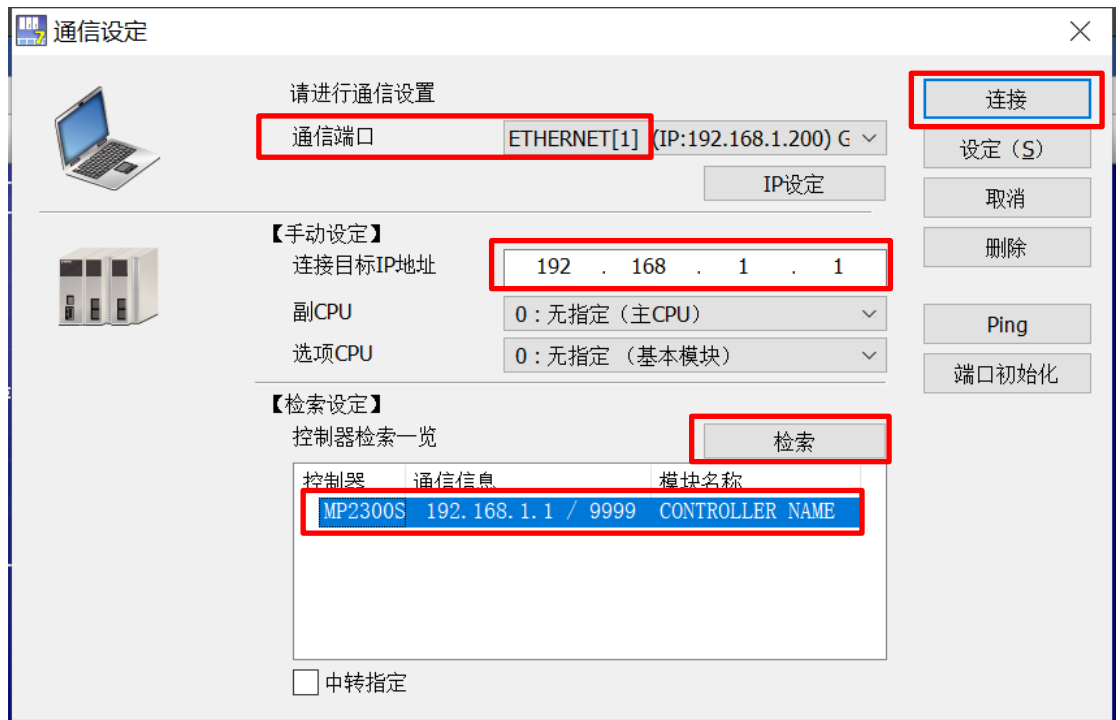 通信设定
请进行通信设置
通信端口 ETHERNET[1] (IP:192.168.1.200) G
IP设定
【手动设定】
连接目标IP地址 192 . 168 . 1 . 1
副CPU 0：无指定（主CPU）
选项CPU 0：无指定 （基本模块）
【检索设定】
控制器检索一览 检索
控制器 通信信息 模块名称
MP2300S 192.168.1.1 / 9999 CONTROLLER NAME
中转指定
连接
设定（S）
取消
删除
Ping
端口初始化